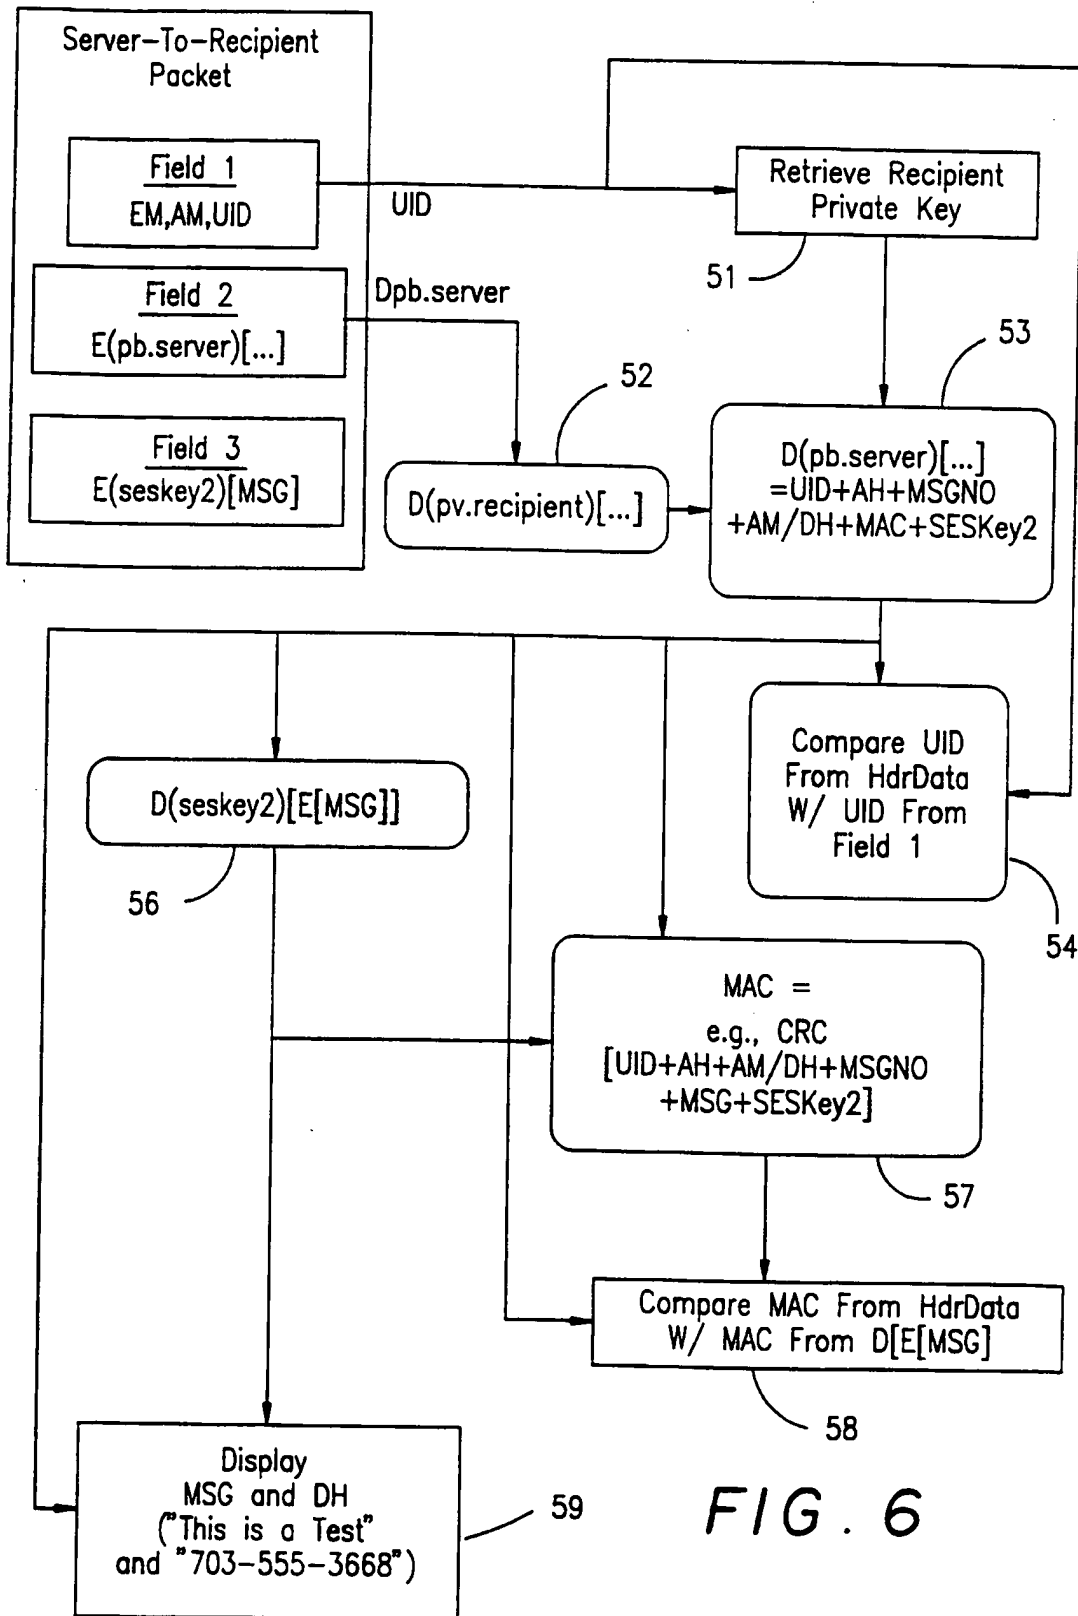 Server-To-Recipient
Packet
Field 1
EM,AM,UID
UID
Retrieve Recipient
Private Key
51
Field 2
E(pb.server)[...]
Dpb.server
53
52
Field 3
E(seskey2)[MSG]
D(pv.recipient)[...]
D(pb.server)[...]
=UID+AH+MSGNO
+AM/DH+MAC+SESKey2
Compare UID
From HdrData
W/ UID From
Field 1
54
D(seskey2)[E[MSG]]
56
MAC =
e.g., CRC
[UID+AH+AM/DH+MSGNO
+MSG+SESKey2]
57
Compare MAC From HdrData
W/ MAC From D[E[MSG]
58
Display
MSG and DH
("This is a Test"
and "703-555-3668")
59
FIG. 6